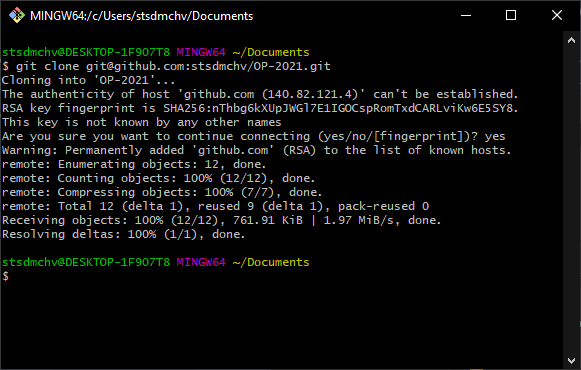 MINGW64:/c/Users/stsdmchv/Documents
stsdmchv@DESKTOP-1F9O7T8 MINGW64 ~/Documents
$ git clone git@github.com:stsdmchv/OP-2021.git
Cloning into 'OP-2021'...
The authenticity of host 'github.com (140.82.121.4)' can't be established.
RSA key fingerprint is SHA256:nThbg6kXUpJWGl7E1IGOCspRomTxdCARLviKw6E5SY8.
This key is not known by any other names
Are you sure you want to continue connecting (yes/no/[fingerprint])? yes
Warning: Permanently added 'github.com' (RSA) to the list of known hosts.
remote: Enumerating objects: 12, done.
remote: Counting objects: 100% (12/12), done.
remote: Compressing objects: 100% (7/7), done.
remote: Total 12 (delta 1), reused 9 (delta 1), pack-reused 0
Receiving objects: 100% (12/12), 761.91 KiB | 1.97 MiB/s, done.
Resolving deltas: 100% (1/1), done.
stsdmchv@DESKTOP-1F9O7T8 MINGW64 ~/Documents
$